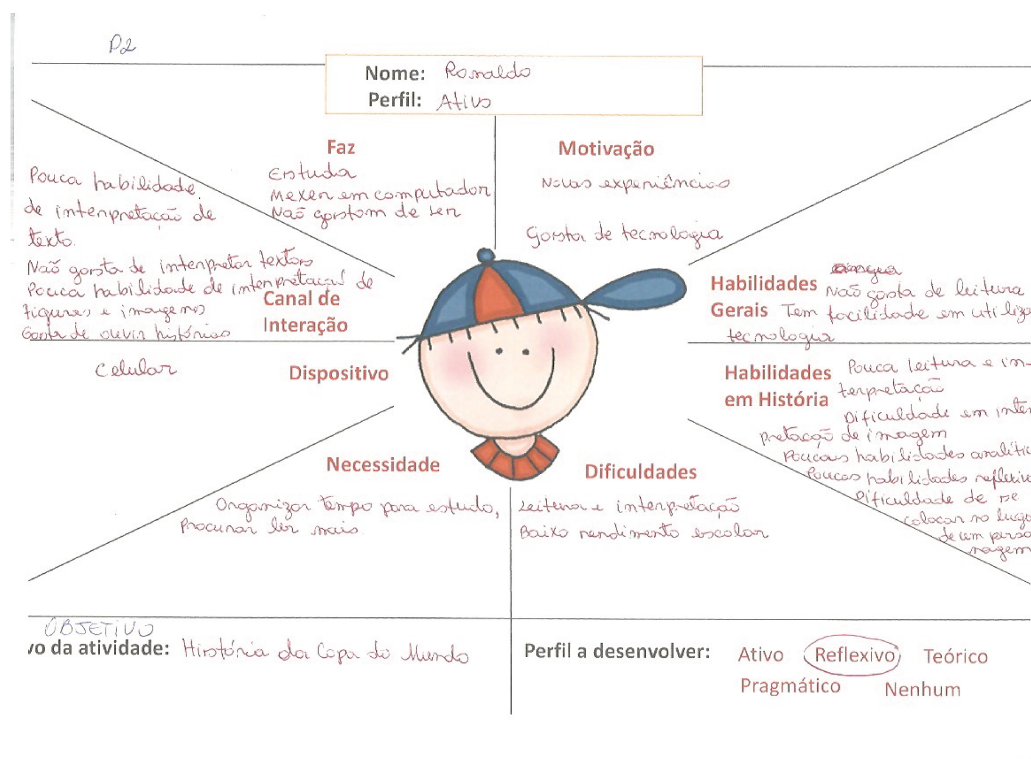 P2
Nome: Ronaldo
Perfil: Ativo
Faz
Estuda
Mexer em computador
Não gostam de ler
Motivação
Novas experiências
Gosta de tecnologia
Pouca habilidade
de interpretação de
texto.
Não gosta de interpretar textos
Pouca habilidade de interpretação de
figuras e imagens
Gosta de ouvir histórias
Canal de
Interação
Habilidades
Gerais
Não gosta de leitura
Tem facilidade em utiliza
tecnologia
Celular
Dispositivo
Habilidades
em História
Pouca leitura e in-
terpretação
Dificuldade em inter
pretação de imagem
Poucas habilidades analític
Poucas habilidades reflexiv
Dificuldade de se
colocar no luga
de um perso
nagem
Necessidade
Organizar tempo para estudo,
Procurar ler mais.
Dificuldades
Leitura e interpretação
Baixo rendimento escolar
OBJETIVO
vo da atividade: História da Copa do Mundo
Perfil a desenvolver: Ativo Reflexivo Teórico
Pragmático Nenhum